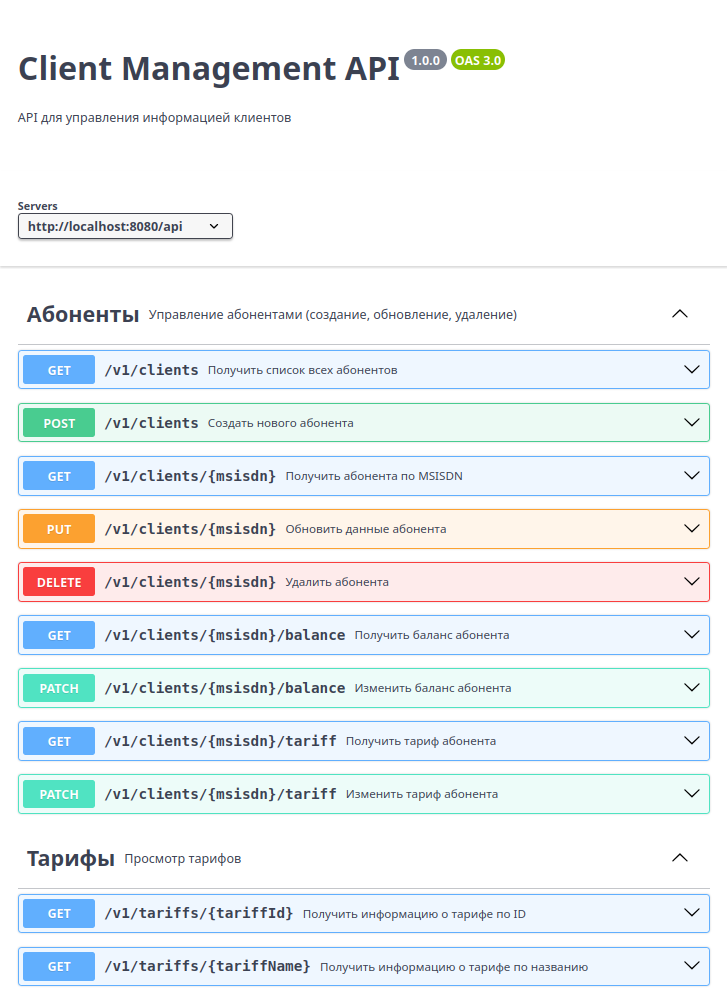 Client Management API 1.0.0 OAS 3.0
API для управления информацией клиентов
Servers
http://localhost:8080/api
Абоненты Управление абонентами (создание, обновление, удаление)
GET /v1/clients Получить список всех абонентов
POST /v1/clients Создать нового абонента
GET /v1/clients/{msisdn} Получить абонента по MSISDN
PUT /v1/clients/{msisdn} Обновить данные абонента
DELETE /v1/clients/{msisdn} Удалить абонента
GET /v1/clients/{msisdn}/balance Получить баланс абонента
PATCH /v1/clients/{msisdn}/balance Изменить баланс абонента
GET /v1/clients/{msisdn}/tariff Получить тариф абонента
PATCH /v1/clients/{msisdn}/tariff Изменить тариф абонента
Тарифы Просмотр тарифов
GET /v1/tariffs/{tariffId} Получить информацию о тарифе по ID
GET /v1/tariffs/{tariffName} Получить информацию о тарифе по названию